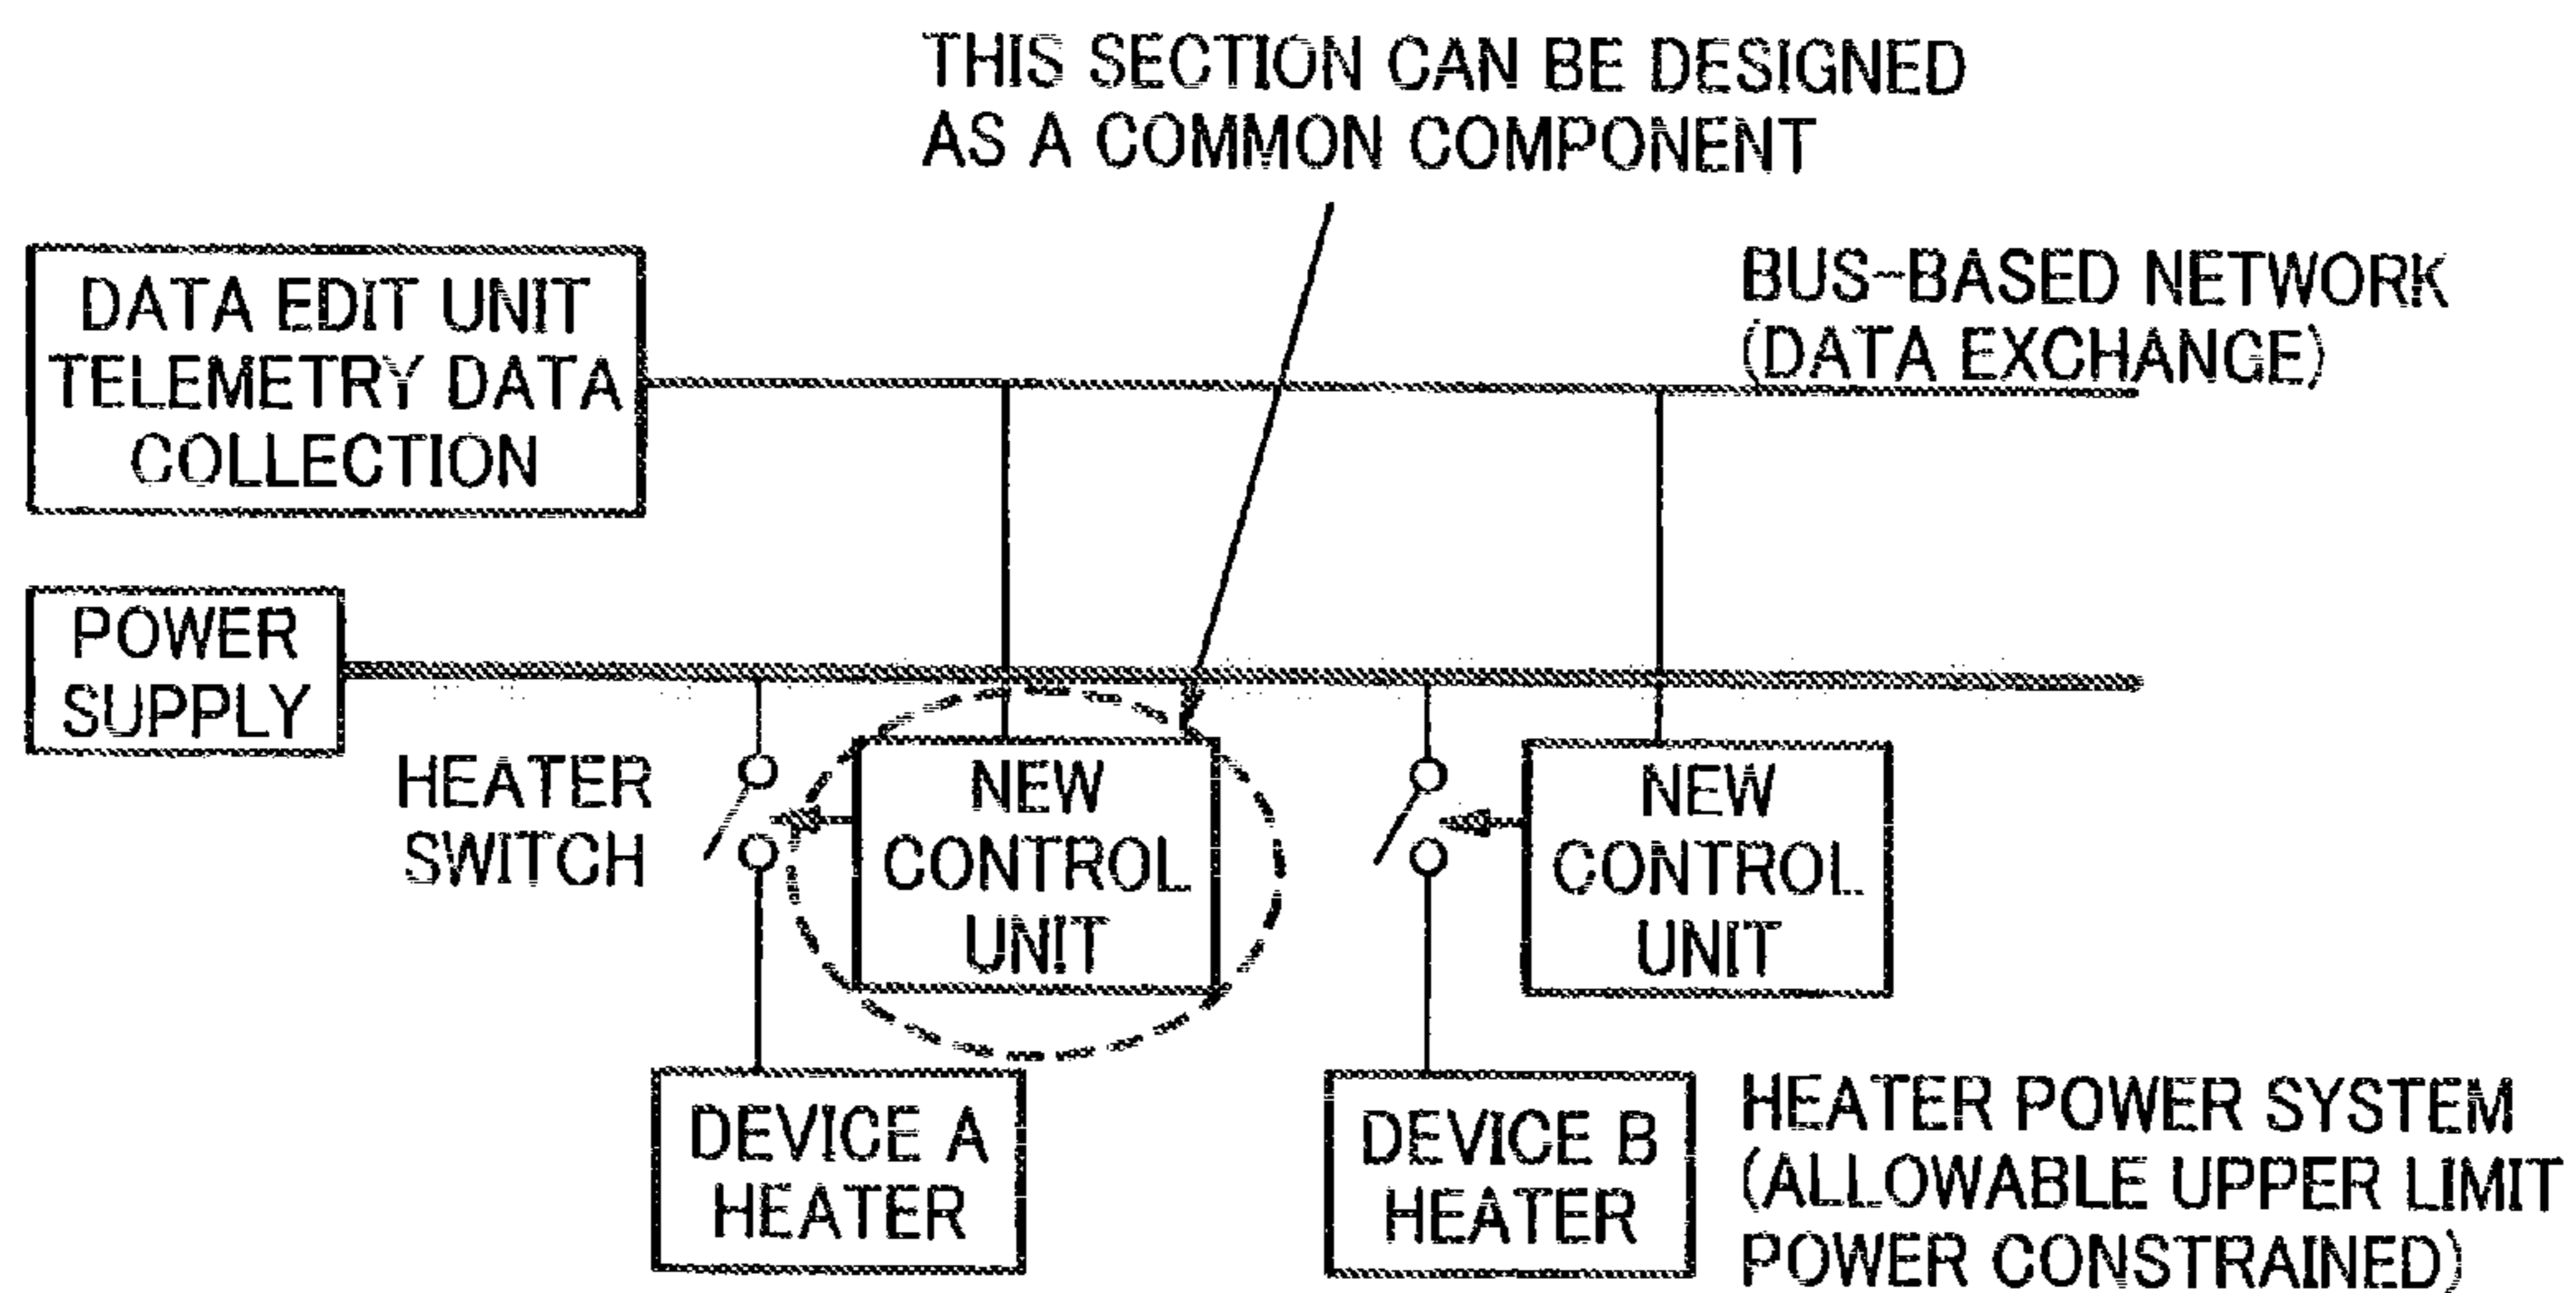 THIS SECTION CAN BE DESIGNED
AS A COMMON COMPONENT
DATA EDIT UNIT
TELEMETRY DATA
COLLECTION
BUS-BASED NETWORK
(DATA EXCHANGE)
POWER
SUPPLY
HEATER
SWITCH
NEW
CONTROL
UNIT
NEW
CONTROL
UNIT
DEVICE A
HEATER
DEVICE B
HEATER
HEATER POWER SYSTEM
(ALLOWABLE UPPER LIMIT
POWER CONSTRAINED)